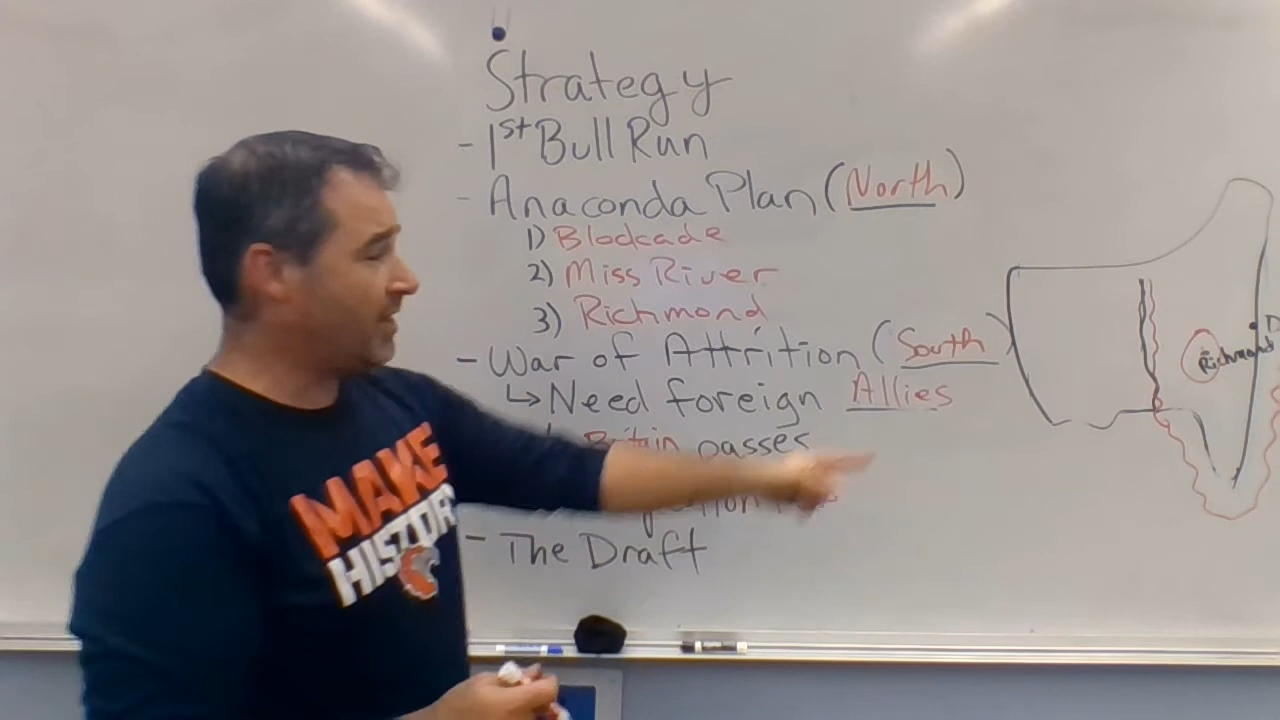 Strategy
- 1st Bull Run
- Anaconda Plan (North)
1) Blockade
2) Miss River
3) Richmond
- War of Attrition (South)
↳ Need foreign Allies
Britain passes
- The Draft
Richmond
D
MAKE
HISTORY